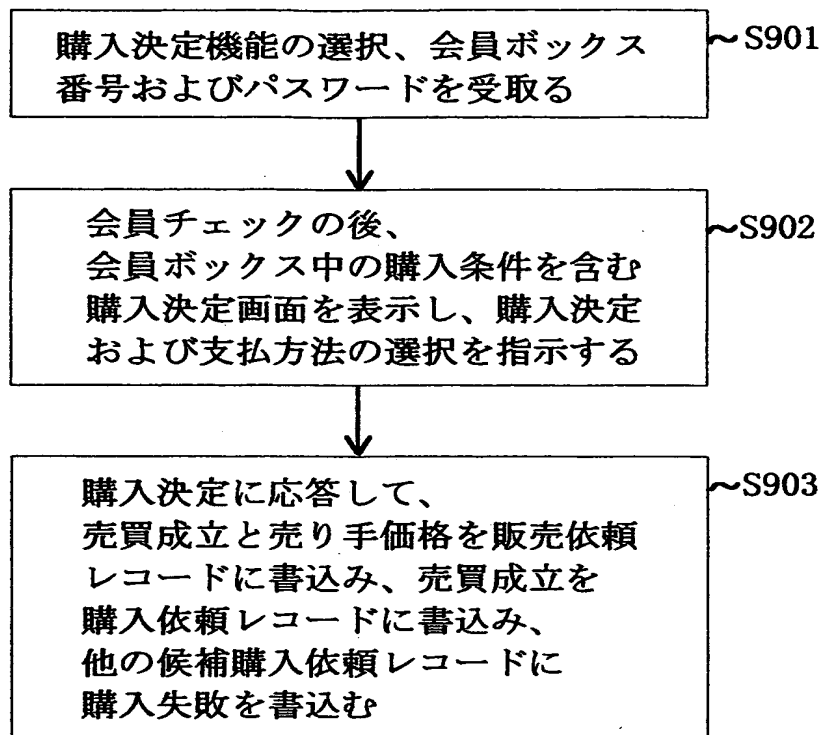 購入決定機能の選択、会員ボックス
番号およびパスワードを受取る
~S901
会員チェックの後、
会員ボックス中の購入条件を含む
購入決定画面を表示し、購入決定
および支払方法の選択を指示する
~S902
購入決定に応答して、
売買成立と売り手価格を販売依頼
レコードに書込み、売買成立を
購入依頼レコードに書込み、
他の候補購入依頼レコードに
購入失敗を書込む
~S903